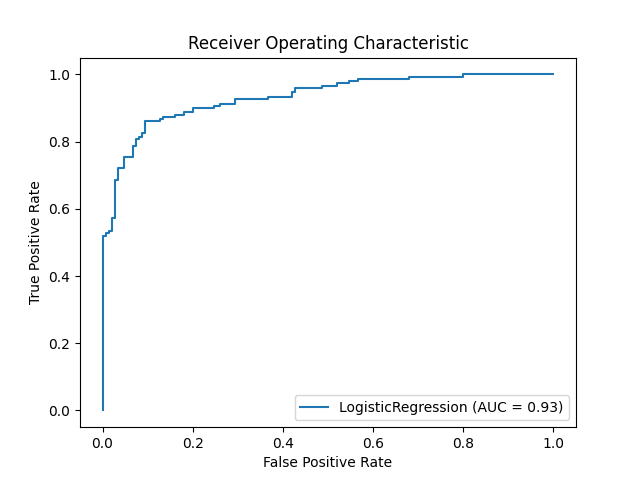 Receiver Operating Characteristic
1.0
0.8
0.6
0.4
0.2
0.0
True Positive Rate
LogisticRegression (AUC = 0.93)
0.0 0.2 0.4 0.6 0.8 1.0
False Positive Rate